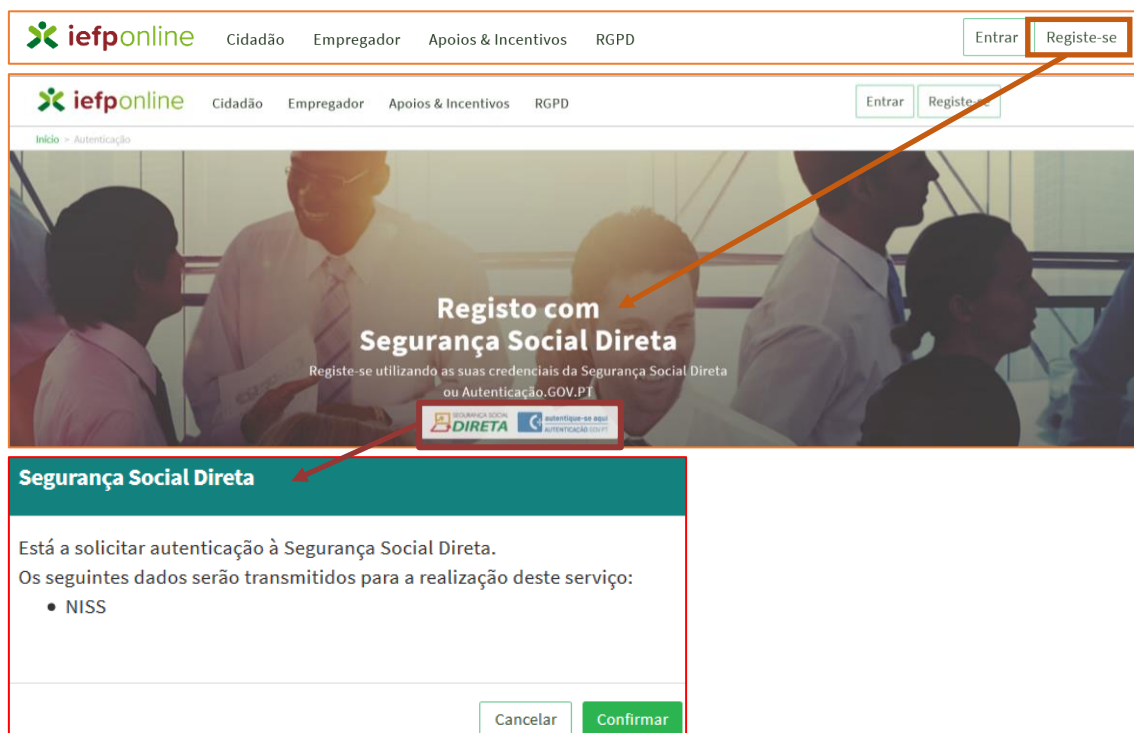 iefponline Cidadão Empregador Apoios & Incentivos RGPD Entrar Registe-se
iefponline Cidadão Empregador Apoios & Incentivos RGPD Entrar Registe-se
Início > Autenticação
Registo com
Segurança Social Direta
Registe-se utilizando as suas credenciais da Segurança Social Direta
ou Autenticação.GOV.PT
SEGURANÇA SOCIAL
DIRETA
autentique-se aqui
AUTENTICAÇÃO GOV.PT
Segurança Social Direta
Está a solicitar autenticação à Segurança Social Direta.
Os seguintes dados serão transmitidos para a realização deste serviço:
• NISS
Cancelar Confirmar